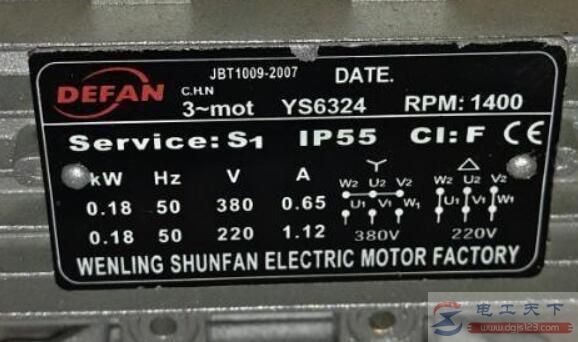 JBT1009-2007 DATE.
DEFAN C.H.N
3~mot YS6324 RPM: 1400
Service: S1 IP55 CI: F CE
kW Hz V A
0.18 50 380 0.65
0.18 50 220 1.12
W2 U2 V2
U1 V1 W1
380V
W2 U2 V2
U1 V1 W1
220V
WENLING SHUNFAN ELECTRIC MOTOR FACTORY
电工天下
www.dgjs123.com